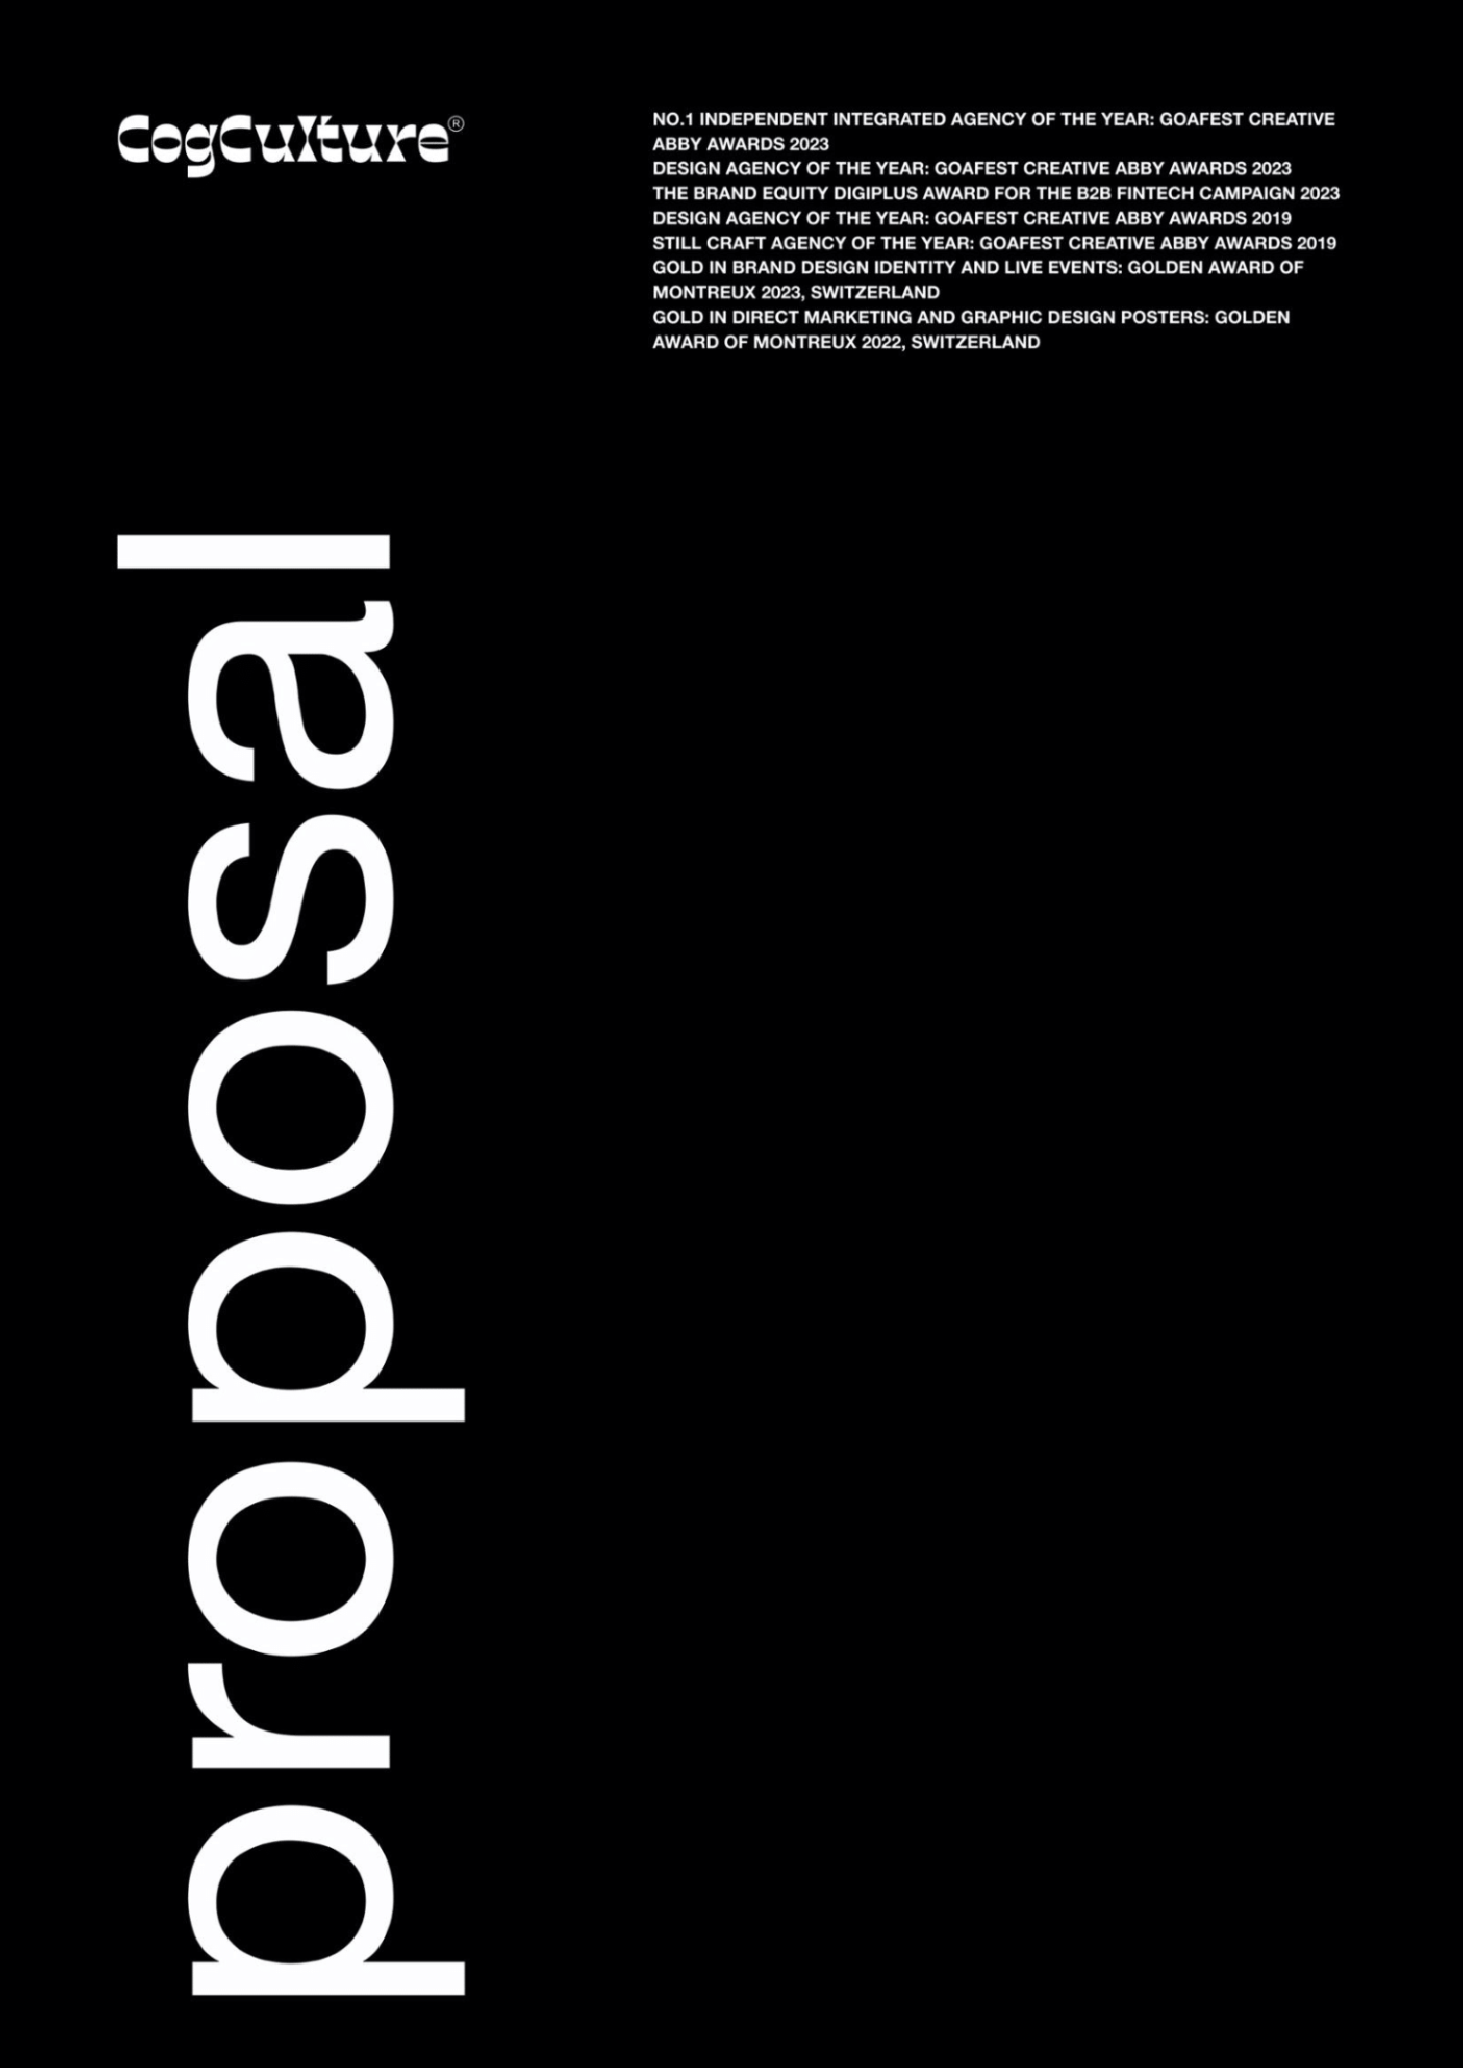 CogCulture®
NO.1 INDEPENDENT INTEGRATED AGENCY OF THE YEAR: GOAFEST CREATIVE
ABBY AWARDS 2023
DESIGN AGENCY OF THE YEAR: GOAFEST CREATIVE ABBY AWARDS 2023
THE BRAND EQUITY DIGIPLUS AWARD FOR THE B2B FINTECH CAMPAIGN 2023
DESIGN AGENCY OF THE YEAR: GOAFEST CREATIVE ABBY AWARDS 2019
STILL CRAFT AGENCY OF THE YEAR: GOAFEST CREATIVE ABBY AWARDS 2019
GOLD IN BRAND DESIGN IDENTITY AND LIVE EVENTS: GOLDEN AWARD OF
MONTREUX 2023, SWITZERLAND
GOLD IN DIRECT MARKETING AND GRAPHIC DESIGN POSTERS: GOLDEN
AWARD OF MONTREUX 2022, SWITZERLAND
proposal